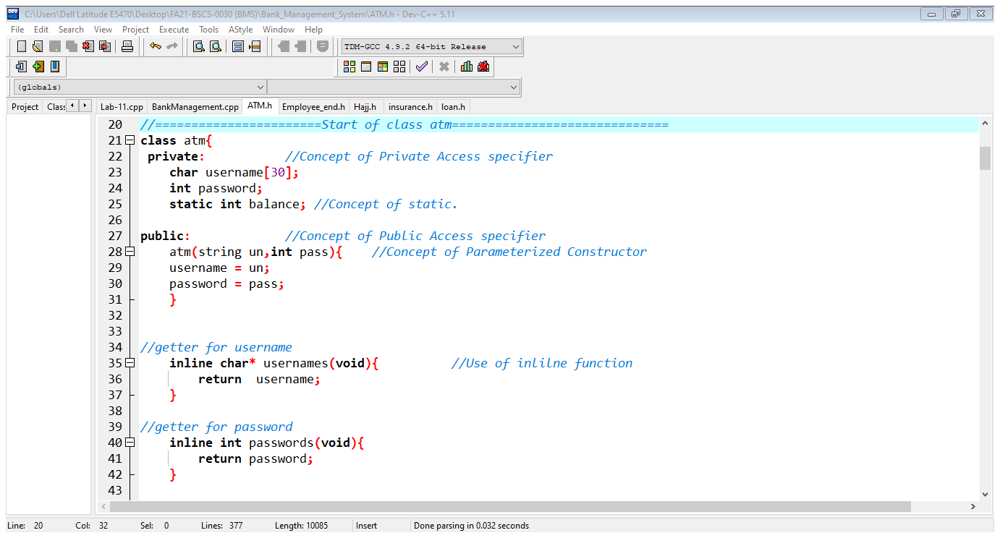 C:\Users\Dell Latitude E5470\Desktop\FA21-BSCS-0030 (BMS)\Bank_Management_System\ATM.h - Dev-C++ 5.11
File Edit Search View Project Execute Tools AStyle Window Help
TDM-GCC 4.9.2 64-bit Release
(globals)
Project Clas Lab-11.cpp BankManagement.cpp ATM.h Employee_end.h Hajj.h insurance.h loan.h
20 //=======================Start of class atm==============================
21 class atm{
22 private: //Concept of Private Access specifier
23 char username[30];
24 int password;
25 static int balance; //Concept of static.
26
27 public: //Concept of Public Access specifier
28 atm(string un,int pass){ //Concept of Parameterized Constructor
29 username = un;
30 password = pass;
31 }
32
33
34 //getter for username
35 inline char* usernames(void){ //Use of inlilne function
36 return username;
37 }
38
39 //getter for password
40 inline int passwords(void){
41 return password;
42 }
43
Line: 20 Col: 32 Sel: 0 Lines: 377 Length: 10085 Insert Done parsing in 0.032 seconds